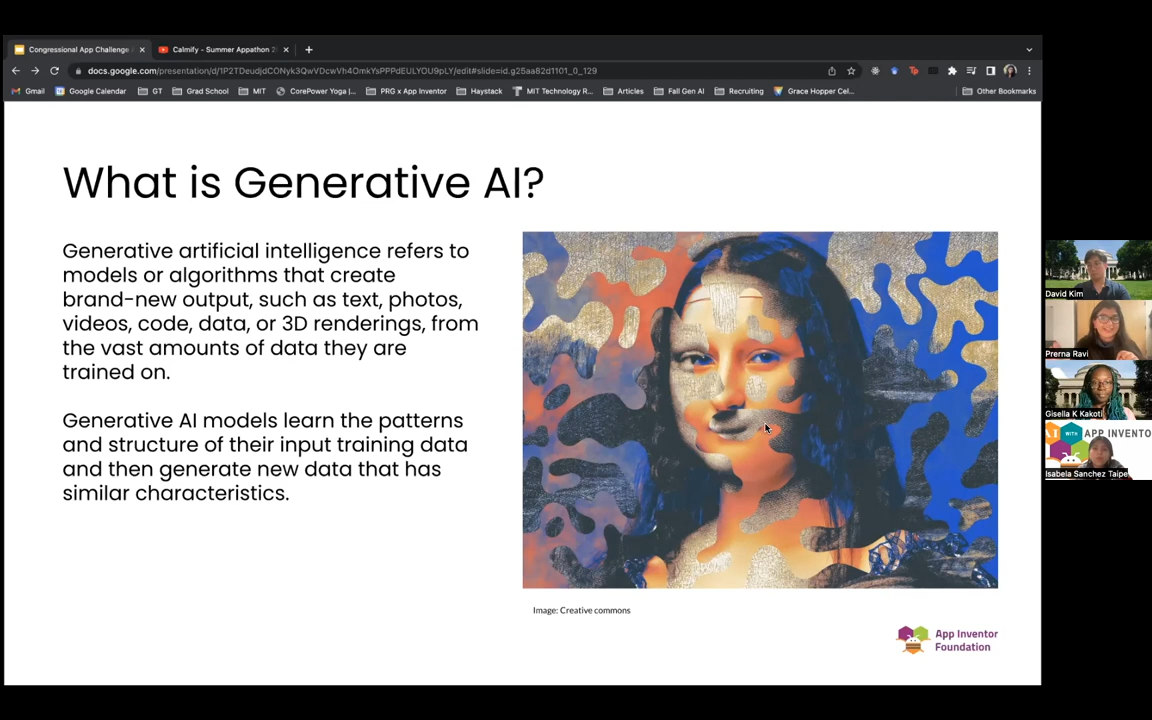 Congressional App Challenge
Calmify - Summer Appathon 2
docs.google.com/presentation/d/1P2TDeudjdCONyk3QwVDcwVh4OmkYsPPPdEULYOU9pLY/edit#slide=id.g25aa82d1101_0_129
Gmail Google Calendar GT Grad School MIT CorePower Yoga |... PRG x App Inventor Haystack MIT Technology R... Articles Fall Gen AI Recruiting Grace Hopper Cel... Other Bookmarks
What is Generative AI?
Generative artificial intelligence refers to
models or algorithms that create
brand-new output, such as text, photos,
videos, code, data, or 3D renderings, from
the vast amounts of data they are
trained on.
Generative AI models learn the patterns
and structure of their input training data
and then generate new data that has
similar characteristics.
Image: Creative commons
App Inventor
Foundation
David Kim
Prerna Ravi
Gisella K Kakoti
WITH APP INVENTO
Isabela Sanchez Taipe